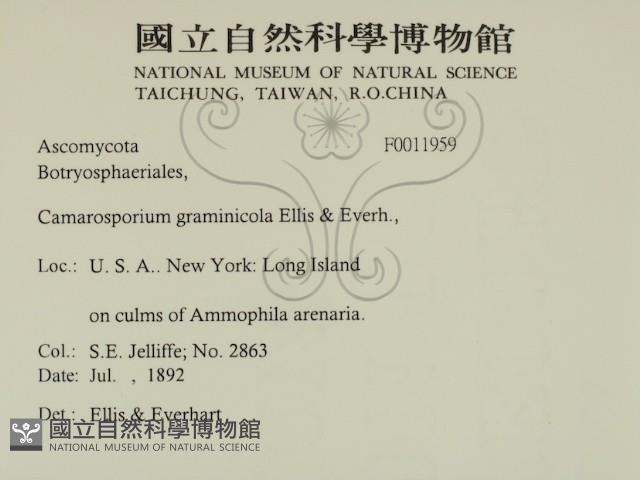 國立自然科學博物館
NATIONAL MUSEUM OF NATURAL SCIENCE
TAICHUNG, TAIWAN, R.O.CHINA
Ascomycota F0011959
Botryosphaeriales,
Camarosporium graminicola Ellis & Everh.,
Loc.: U. S. A.. New York: Long Island
on culms of Ammophila arenaria.
Col.: S.E. Jelliffe; No. 2863
Date: Jul. , 1892
Det.: Ellis & Everhart
國立自然科學博物館
NATIONAL MUSEUM OF NATURAL SCIENCE